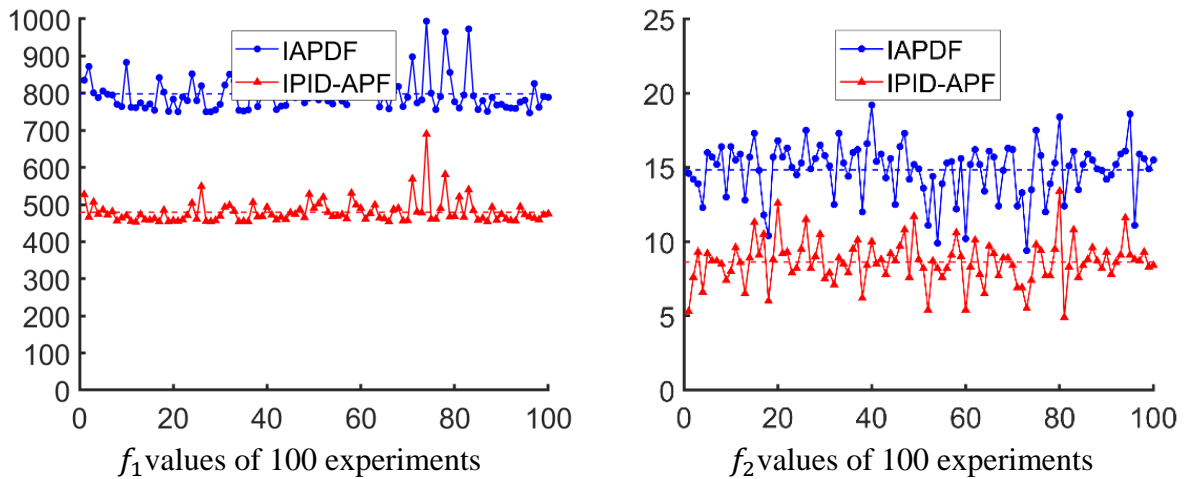 1000
900
800
700
600
500
400
300
200
100
0
IAPDF
IPID-APF
0 20 40 60 80 100
f₁ values of 100 experiments
25
20
15
10
5
0
IAPDF
IPID-APF
0 20 40 60 80 100
f₂ values of 100 experiments